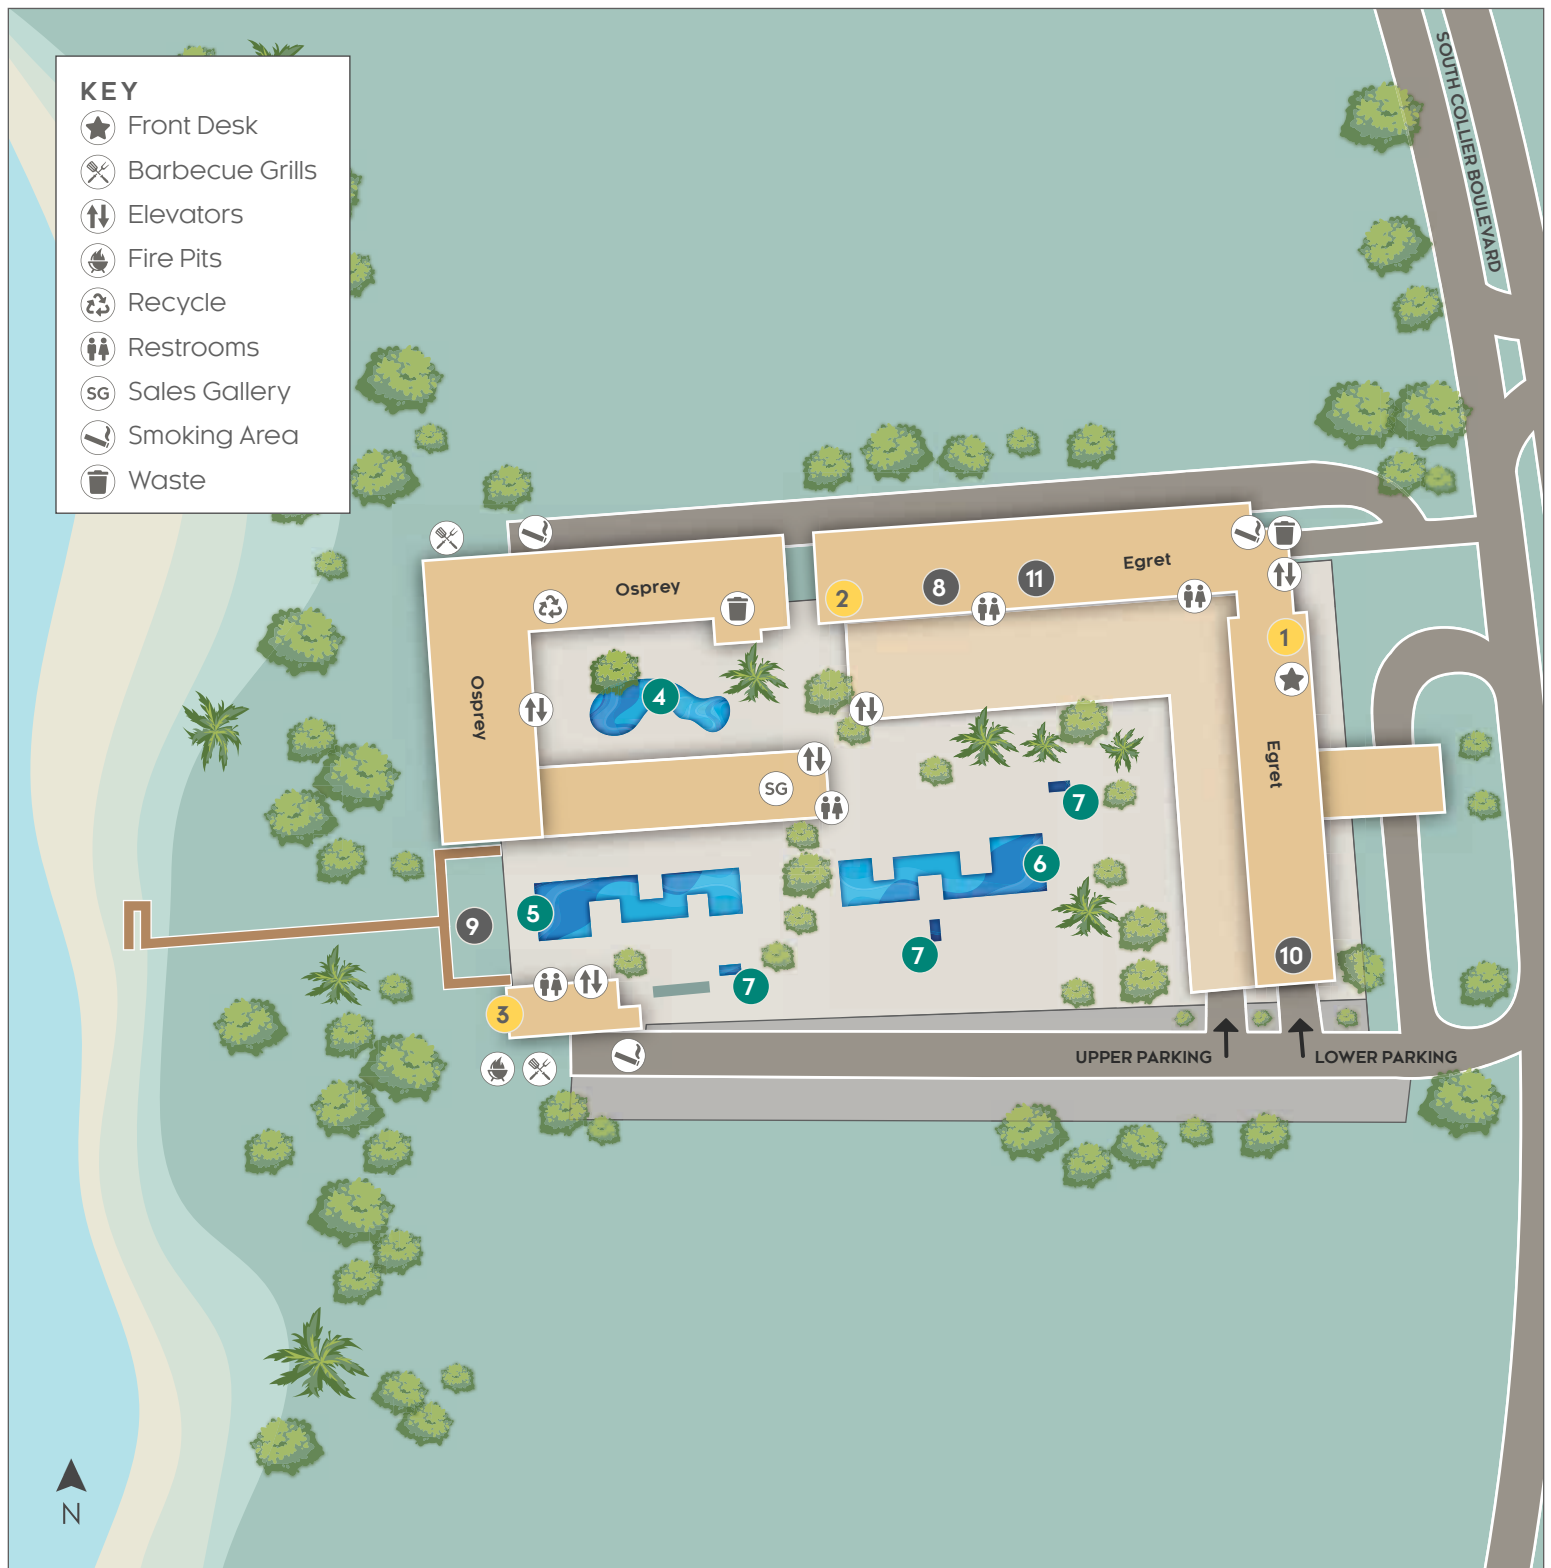 KEY
Front Desk
Barbecue Grills
Elevators
Fire Pits
Recycle
Restrooms
SG Sales Gallery
Smoking Area
Waste
SOUTH COLLIER BOULEVARD
Osprey
Egret
2
8
11
1
Osprey
4
Egret
SG
7
6
5
9
7
10
7
3
UPPER PARKING
LOWER PARKING
N